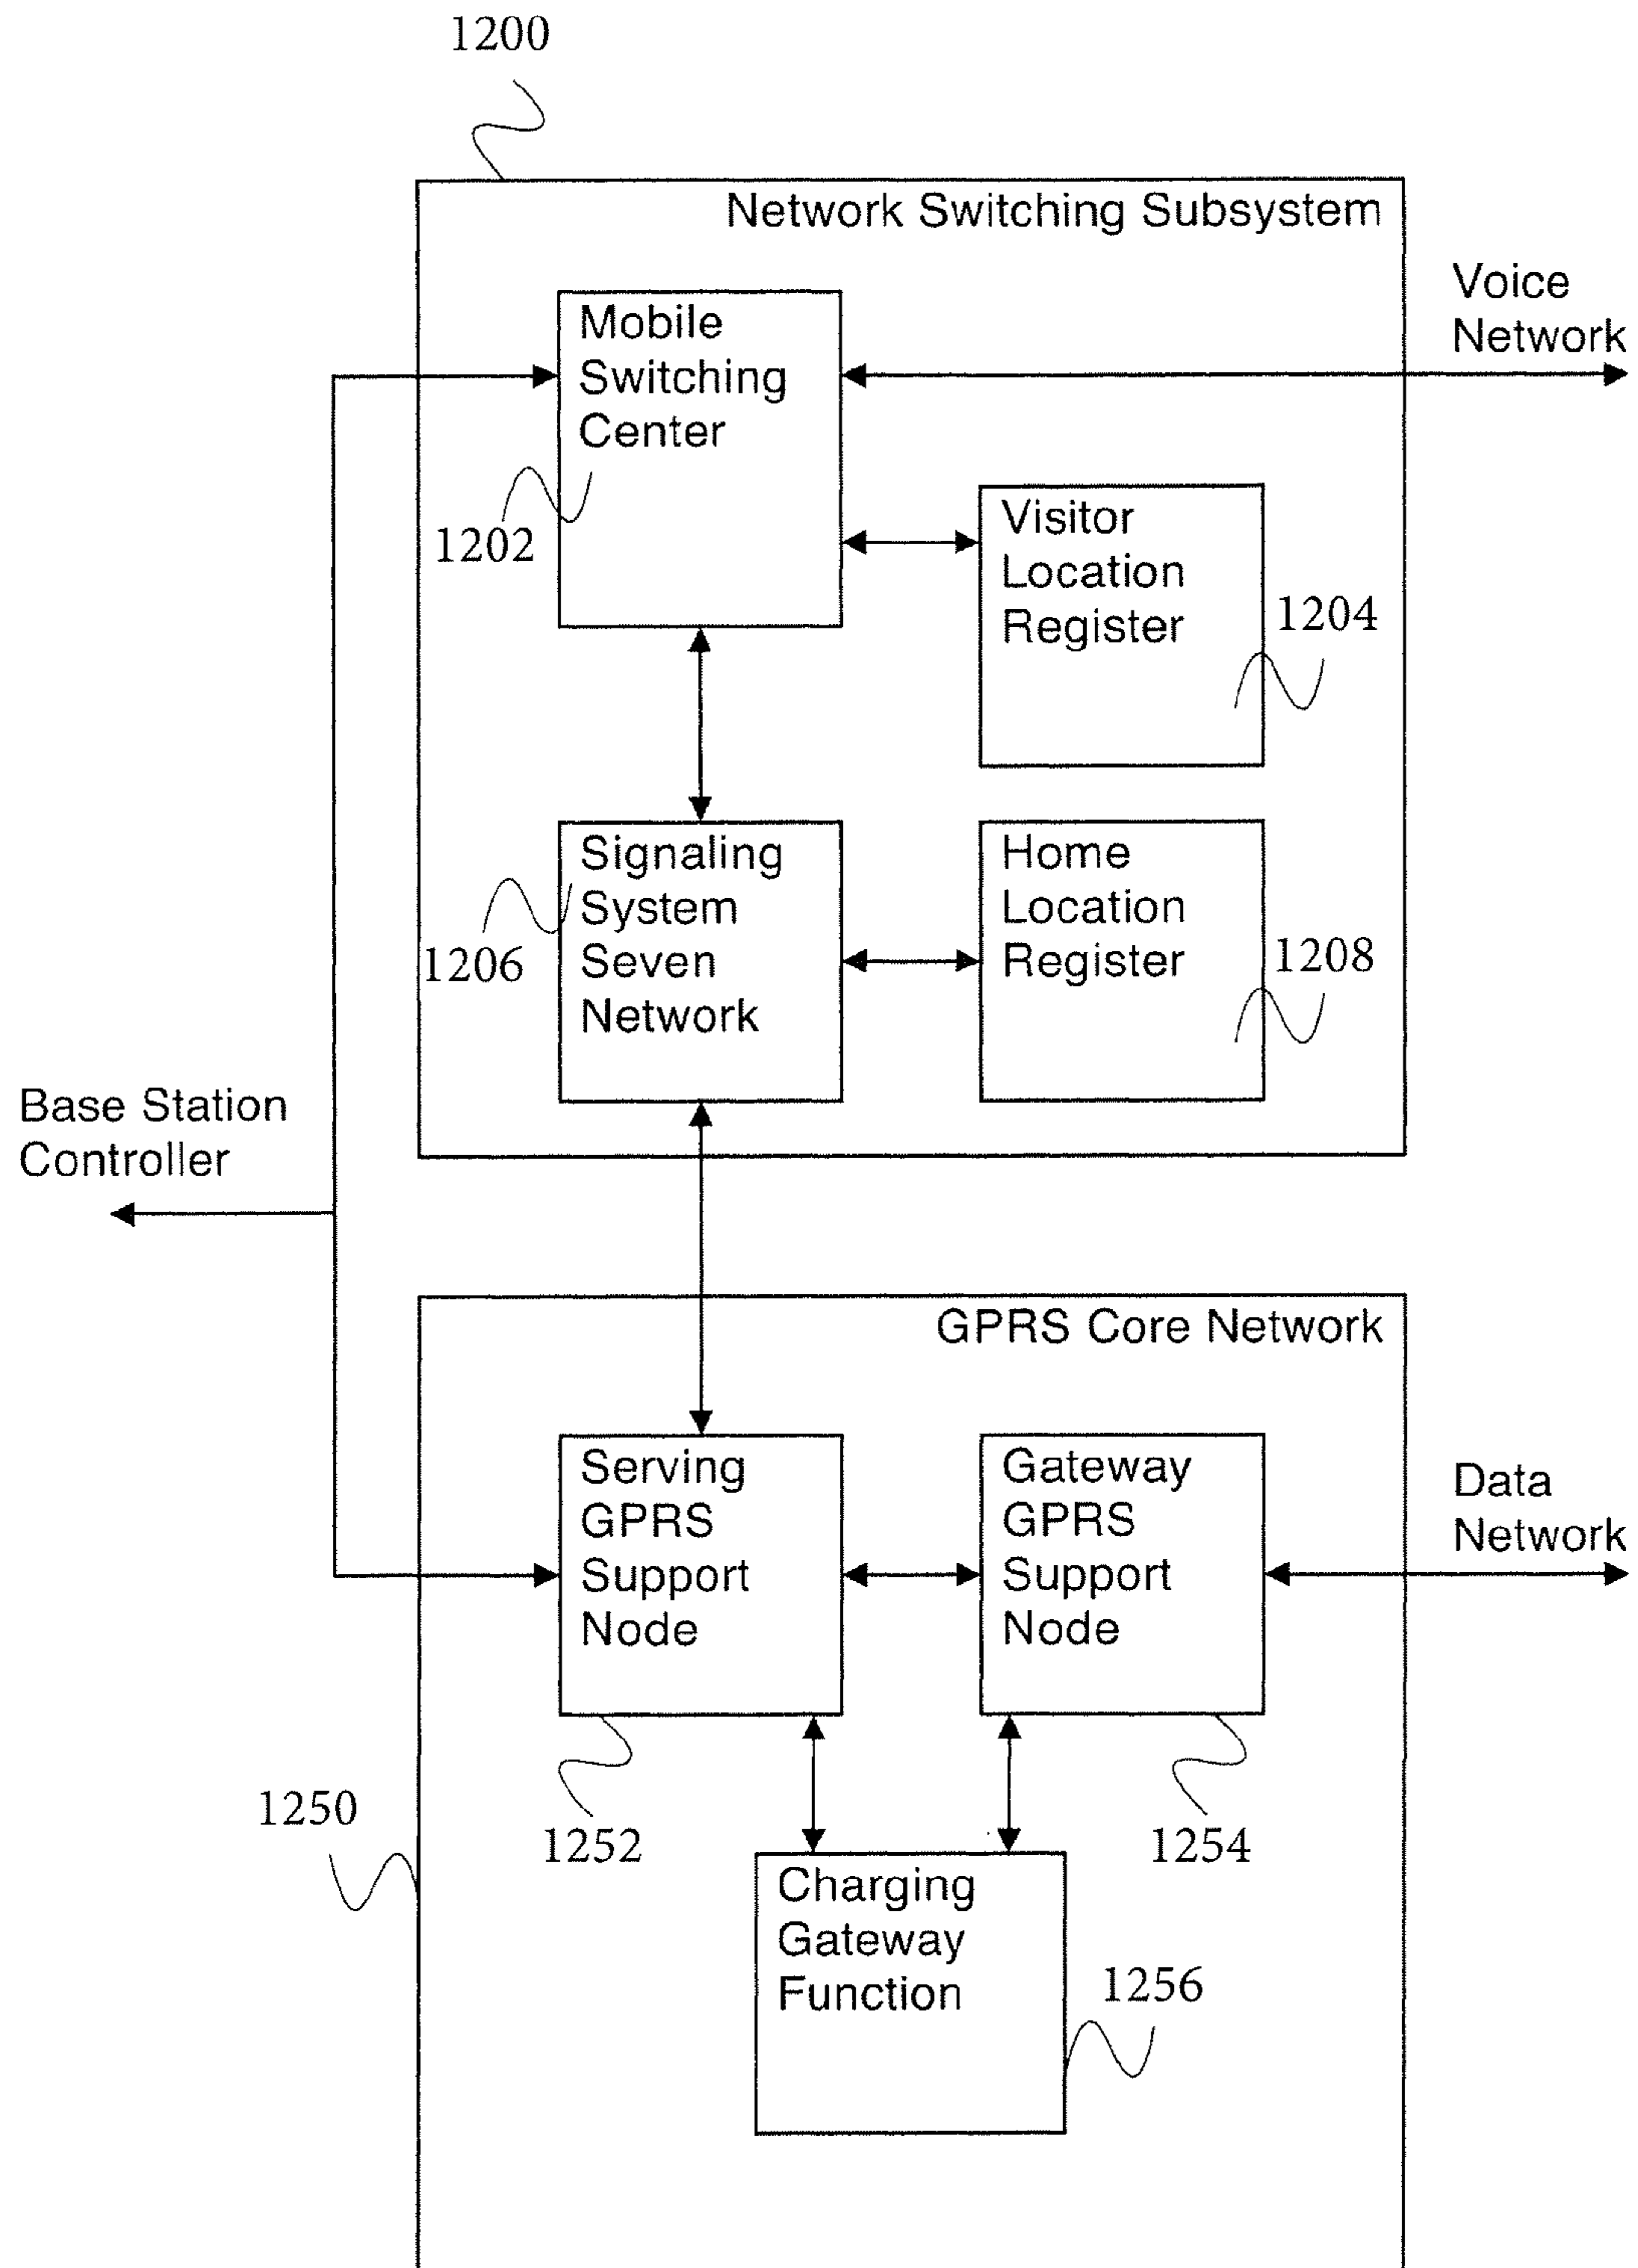 1200
Network Switching Subsystem
Voice
Network
Mobile
Switching
Center
1202
Visitor
Location
Register
1204
Signaling
System
Seven
Network
1206
Home
Location
Register
1208
Base Station
Controller
GPRS Core Network
Serving
GPRS
Support
Node
Gateway
GPRS
Support
Node
Data
Network
1250
1252
1254
Charging
Gateway
Function
1256